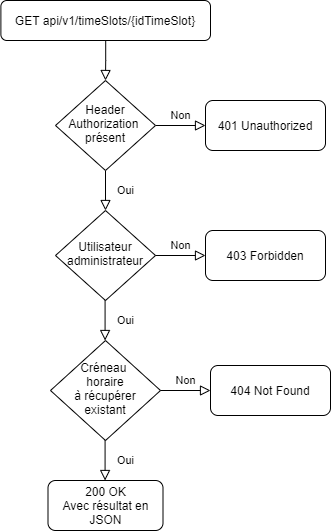 GET api/v1/timeSlots/{idTimeSlot}
Header
Authorization
présent
Non
401 Unauthorized
Oui
Utilisateur
administrateur
Non
403 Forbidden
Oui
Créneau
horaire
à récupérer
existant
Non
404 Not Found
Oui
200 OK
Avec résultat en
JSON